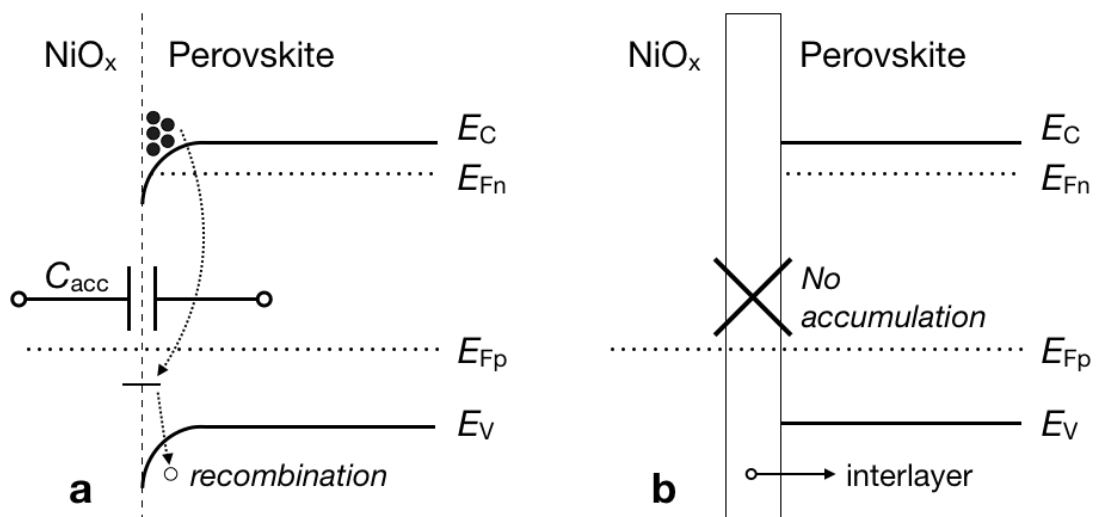 NiOx Perovskite
EC
EFn
Cacc
EFp
EV
recombination
a
NiOx Perovskite
EC
EFn
No
accumulation
EFp
EV
interlayer
b